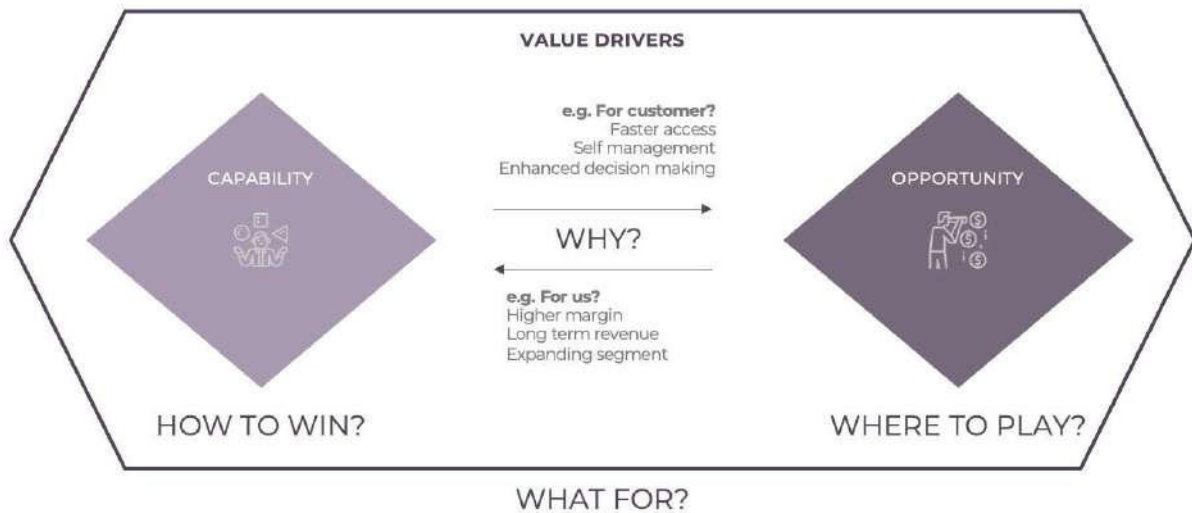 VALUE DRIVERS
e.g. For customer?
Faster access
Self management
Enhanced decision making
CAPABILITY
OPPORTUNITY
WHY?
e.g. For us?
Higher margin
Long term revenue
Expanding segment
HOW TO WIN?
WHERE TO PLAY?
WHAT FOR?